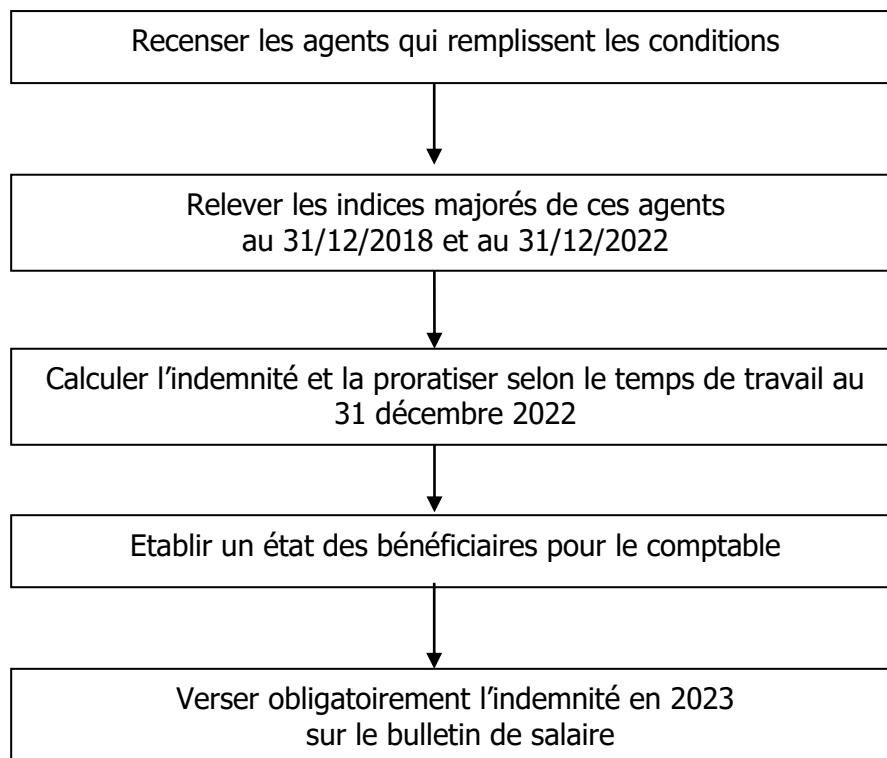 Recenser les agents qui remplissent les conditions
Relever les indices majorés de ces agents
au 31/12/2018 et au 31/12/2022
Calculer l’indemnité et la proratiser selon le temps de travail au
31 décembre 2022
Etablir un état des bénéficiaires pour le comptable
Verser obligatoirement l’indemnité en 2023
sur le bulletin de salaire